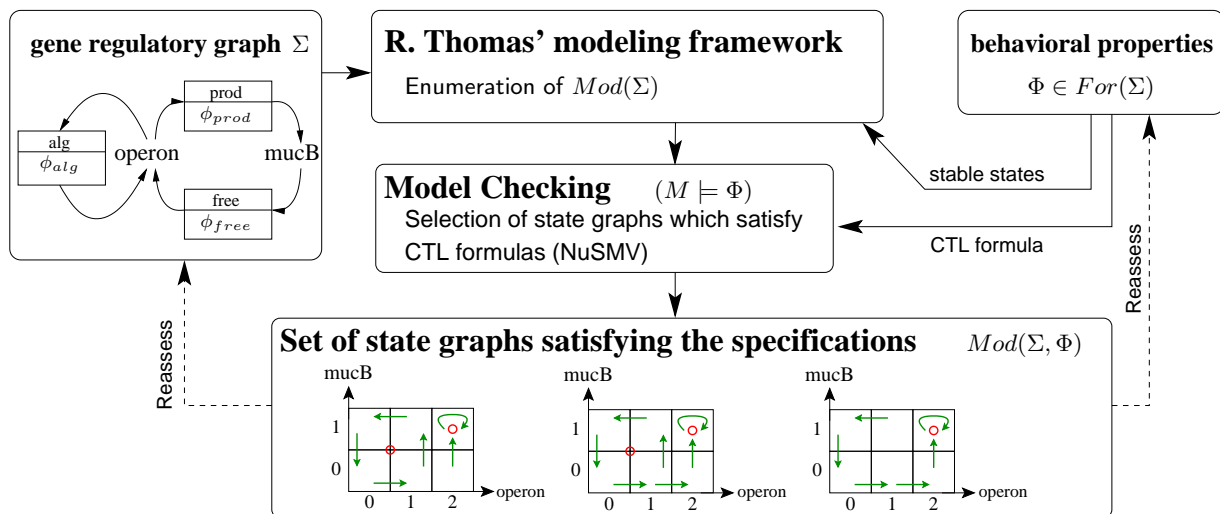 gene regulatory graph Σ
prod
ϕprod
alg
ϕalg
operon
mucB
free
ϕfree
R. Thomas' modeling framework
Enumeration of Mod(Σ)
behavioral properties
Φ ∈ For(Σ)
stable states
Model Checking (M ⊨ Φ)
Selection of state graphs which satisfy
CTL formulas (NuSMV)
CTL formula
Reassess
Reassess
Set of state graphs satisfying the specifications Mod(Σ, Φ)
mucB
1
0
0 1 2
operon
mucB
1
0
0 1 2
operon
mucB
1
0
0 1 2
operon